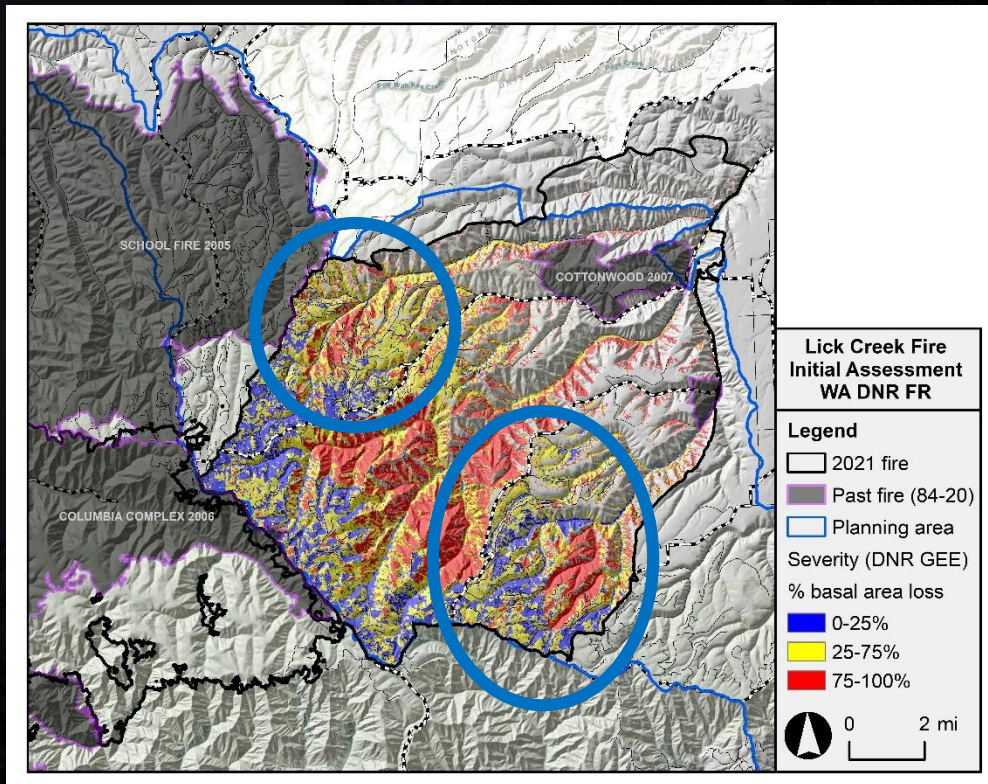 SCHOOL FIRE 2005
COTTONWOOD 2007
COLUMBIA COMPLEX 2006
Lick Creek Fire
Initial Assessment
WA DNR FR
Legend
2021 fire
Past fire (84-20)
Planning area
Severity (DNR GEE)
% basal area loss
0-25%
25-75%
75-100%
0 2 mi